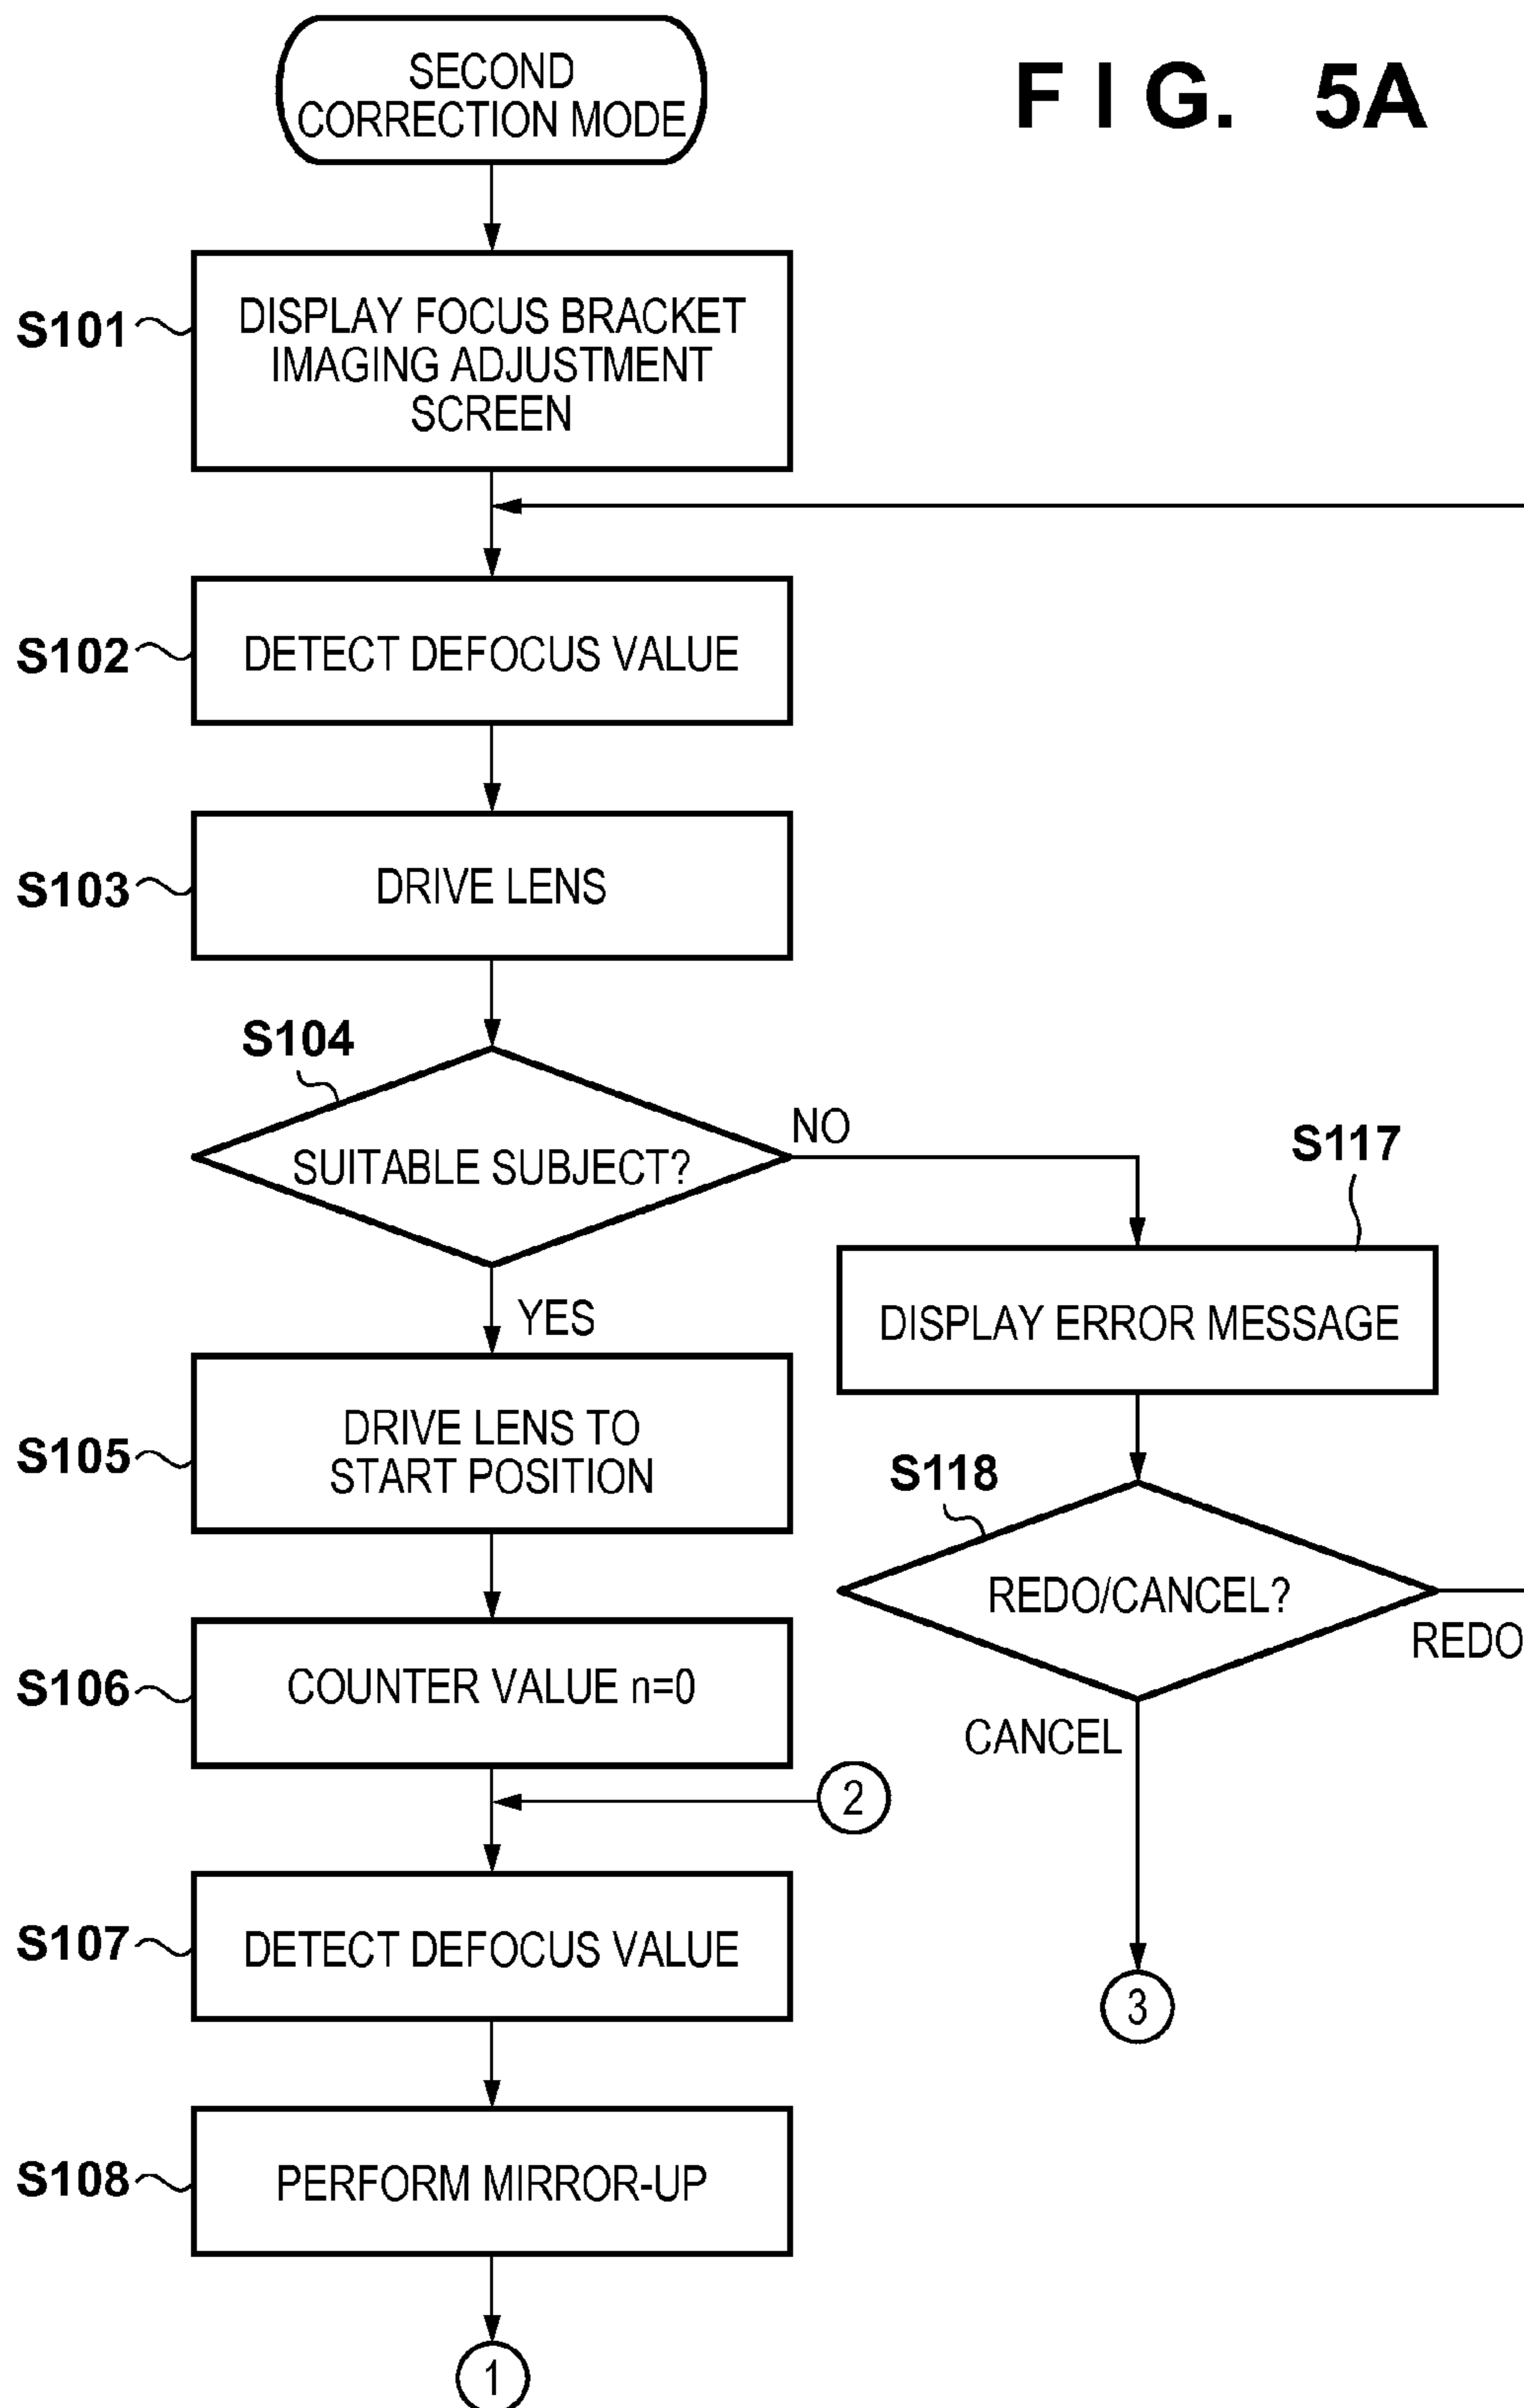 F I G. 5A
SECOND
CORRECTION MODE
S101
DISPLAY FOCUS BRACKET
IMAGING ADJUSTMENT
SCREEN
S102
DETECT DEFOCUS VALUE
S103
DRIVE LENS
S104
SUITABLE SUBJECT?
NO
YES
S117
DISPLAY ERROR MESSAGE
S105
DRIVE LENS TO
START POSITION
S118
REDO/CANCEL?
REDO
CANCEL
S106
COUNTER VALUE n=0
2
S107
DETECT DEFOCUS VALUE
3
S108
PERFORM MIRROR-UP
1